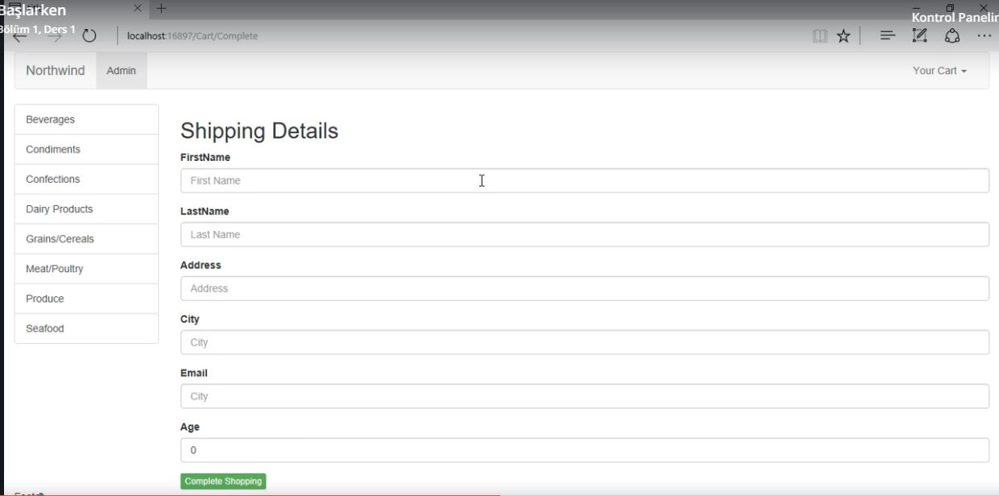 Başlarken
Bölüm 1, Ders 1
Kontrol Panelin
localhost:16897/Cart/Complete
Northwind Admin Your Cart
Beverages
Condiments
Confections
Dairy Products
Grains/Cereals
Meat/Poultry
Produce
Seafood
Shipping Details
FirstName
First Name
LastName
Last Name
Address
Address
City
City
Email
City
Age
0
Complete Shopping